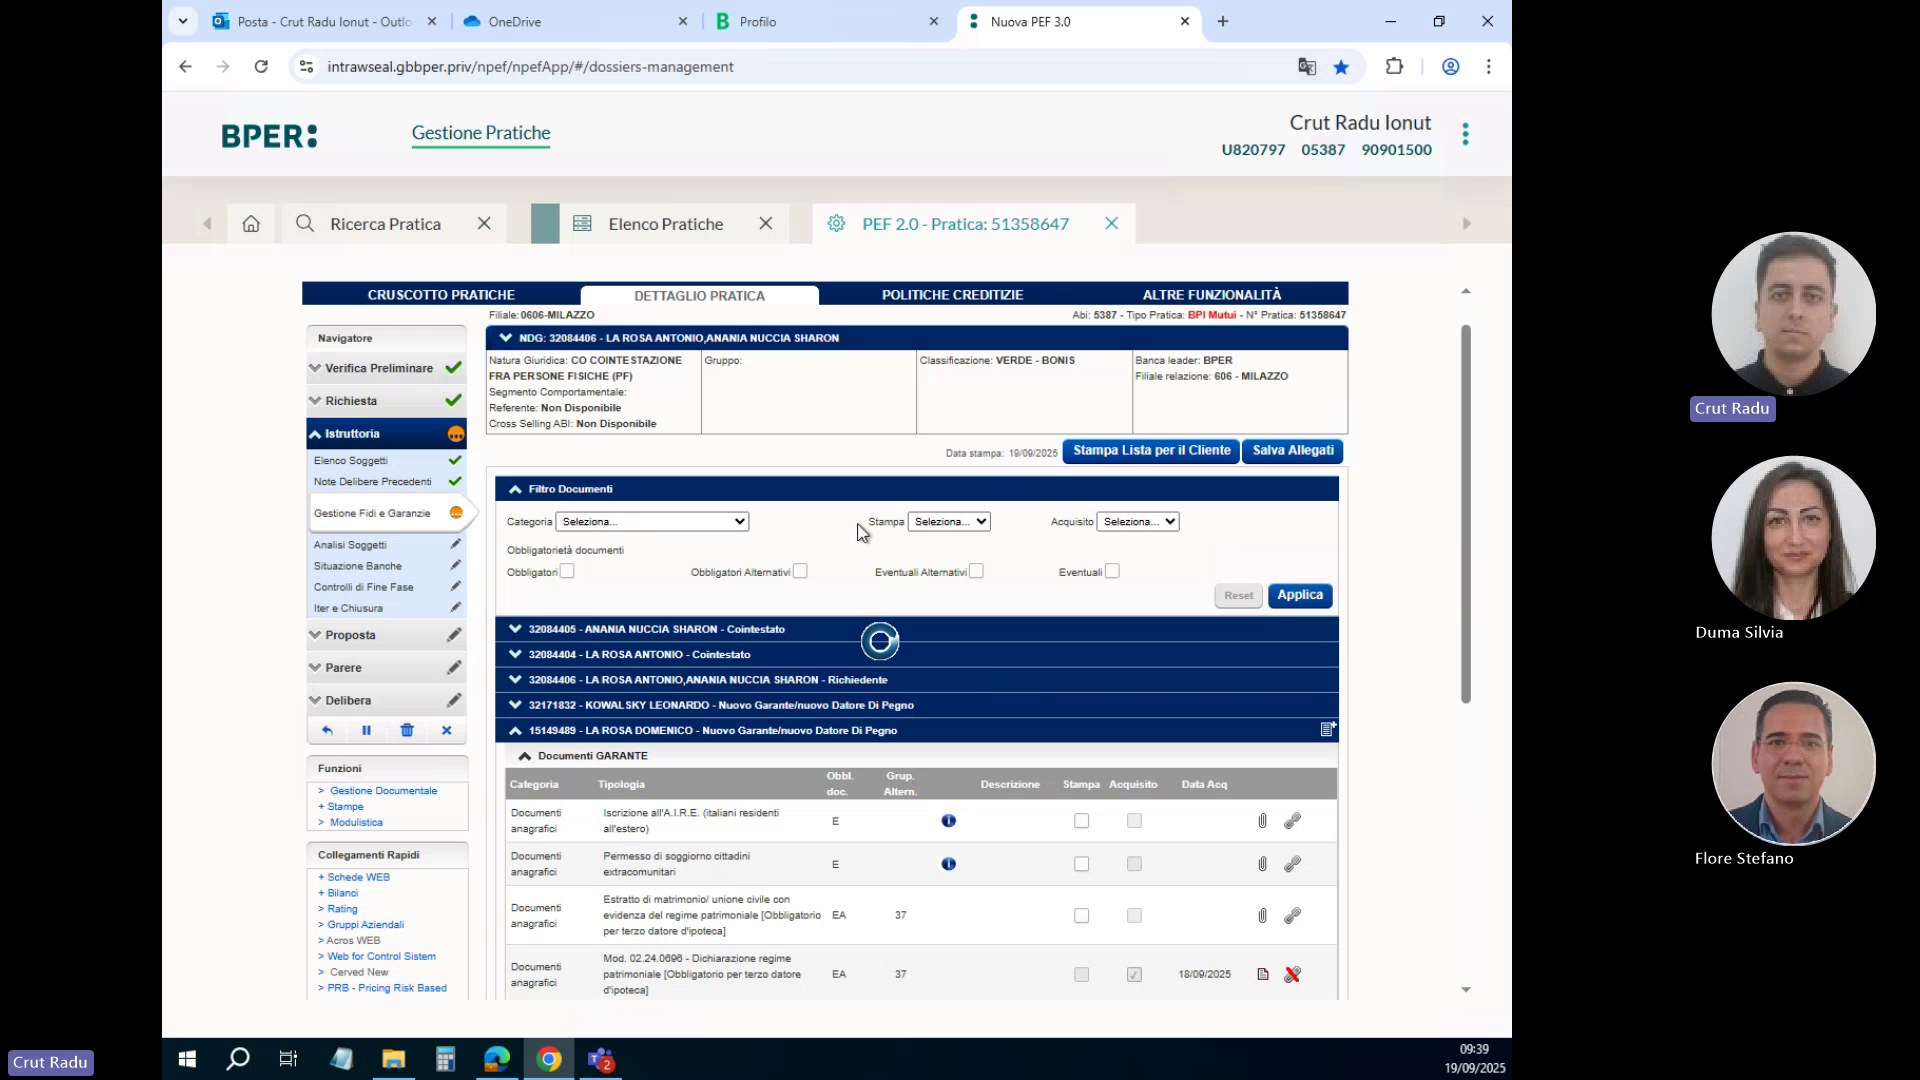 Posta - Crut Radu Ionut - Outlo
OneDrive
Profilo
Nuova PEF 3.0
intrawseal.gbbper.priv/npef/npefApp/#/dossiers-management
BPER:
Gestione Pratiche
Crut Radu Ionut
U820797 05387 90901500
Ricerca Pratica
Elenco Pratiche
PEF 2.0 - Pratica: 51358647
CRUSCOTTO PRATICHE
DETTAGLIO PRATICA
POLITICHE CREDITIZIE
ALTRE FUNZIONALITÀ
Filiale: 0606-MILAZZO
Abi: 5387 - Tipo Pratica: BPI Mutui - N° Pratica: 51358647
Navigatore
Verifica Preliminare
Richiesta
Istruttoria
Elenco Soggetti
Note Delibere Precedenti
Gestione Fidi e Garanzie
Analisi Soggetti
Situazione Banche
Controlli di Fine Fase
Iter e Chiusura
Proposta
Parere
Delibera
Funzioni
> Gestione Documentale
+ Stampe
> Modulistica
Collegamenti Rapidi
+ Schede WEB
+ Bilanci
> Rating
> Gruppi Aziendali
> Acros WEB
> Web for Control Sistem
> Cerved New
> PRB - Pricing Risk Based
NDG: 32084406 - LA ROSA ANTONIO,ANANIA NUCCIA SHARON
Natura Giuridica: CO COINTESTAZIONE
FRA PERSONE FISICHE (PF)
Segmento Comportamentale:
Referente: Non Disponibile
Cross Selling ABI: Non Disponibile
Gruppo:
Classificazione: VERDE - BONIS
Banca leader: BPER
Filiale relazione: 606 - MILAZZO
Data stampa: 19/09/2025
Stampa Lista per il Cliente
Salva Allegati
Filtro Documenti
Categoria Seleziona...
Stampa Seleziona...
Acquisito Seleziona...
Obbligatorietà documenti
Obbligatori
Obbligatori Alternativi
Eventuali Alternativi
Eventuali
Reset
Applica
32084405 - ANANIA NUCCIA SHARON - Cointestato
32084404 - LA ROSA ANTONIO - Cointestato
32084406 - LA ROSA ANTONIO,ANANIA NUCCIA SHARON - Richiedente
32171832 - KOWALSKY LEONARDO - Nuovo Garante/nuovo Datore Di Pegno
15149489 - LA ROSA DOMENICO - Nuovo Garante/nuovo Datore Di Pegno
Documenti GARANTE
Categoria Tipologia Obbl. doc. Grup. Altern. Descrizione Stampa Acquisito Data Acq
Documenti anagrafici
Iscrizione all'A.I.R.E. (italiani residenti
all'estero)
E
Documenti anagrafici
Permesso di soggiorno cittadini
extracomunitari
E
Documenti anagrafici
Estratto di matrimonio/ unione civile con
evidenza del regime patrimoniale [Obbligatorio
per terzo datore d'ipoteca]
EA 37
Documenti anagrafici
Mod. 02.24.0696 - Dichiarazione regime
patrimoniale [Obbligatorio per terzo datore
d'ipoteca]
EA 37 18/09/2025
2
09:39
19/09/2025
Crut Radu
Duma Silvia
Flore Stefano
Crut Radu